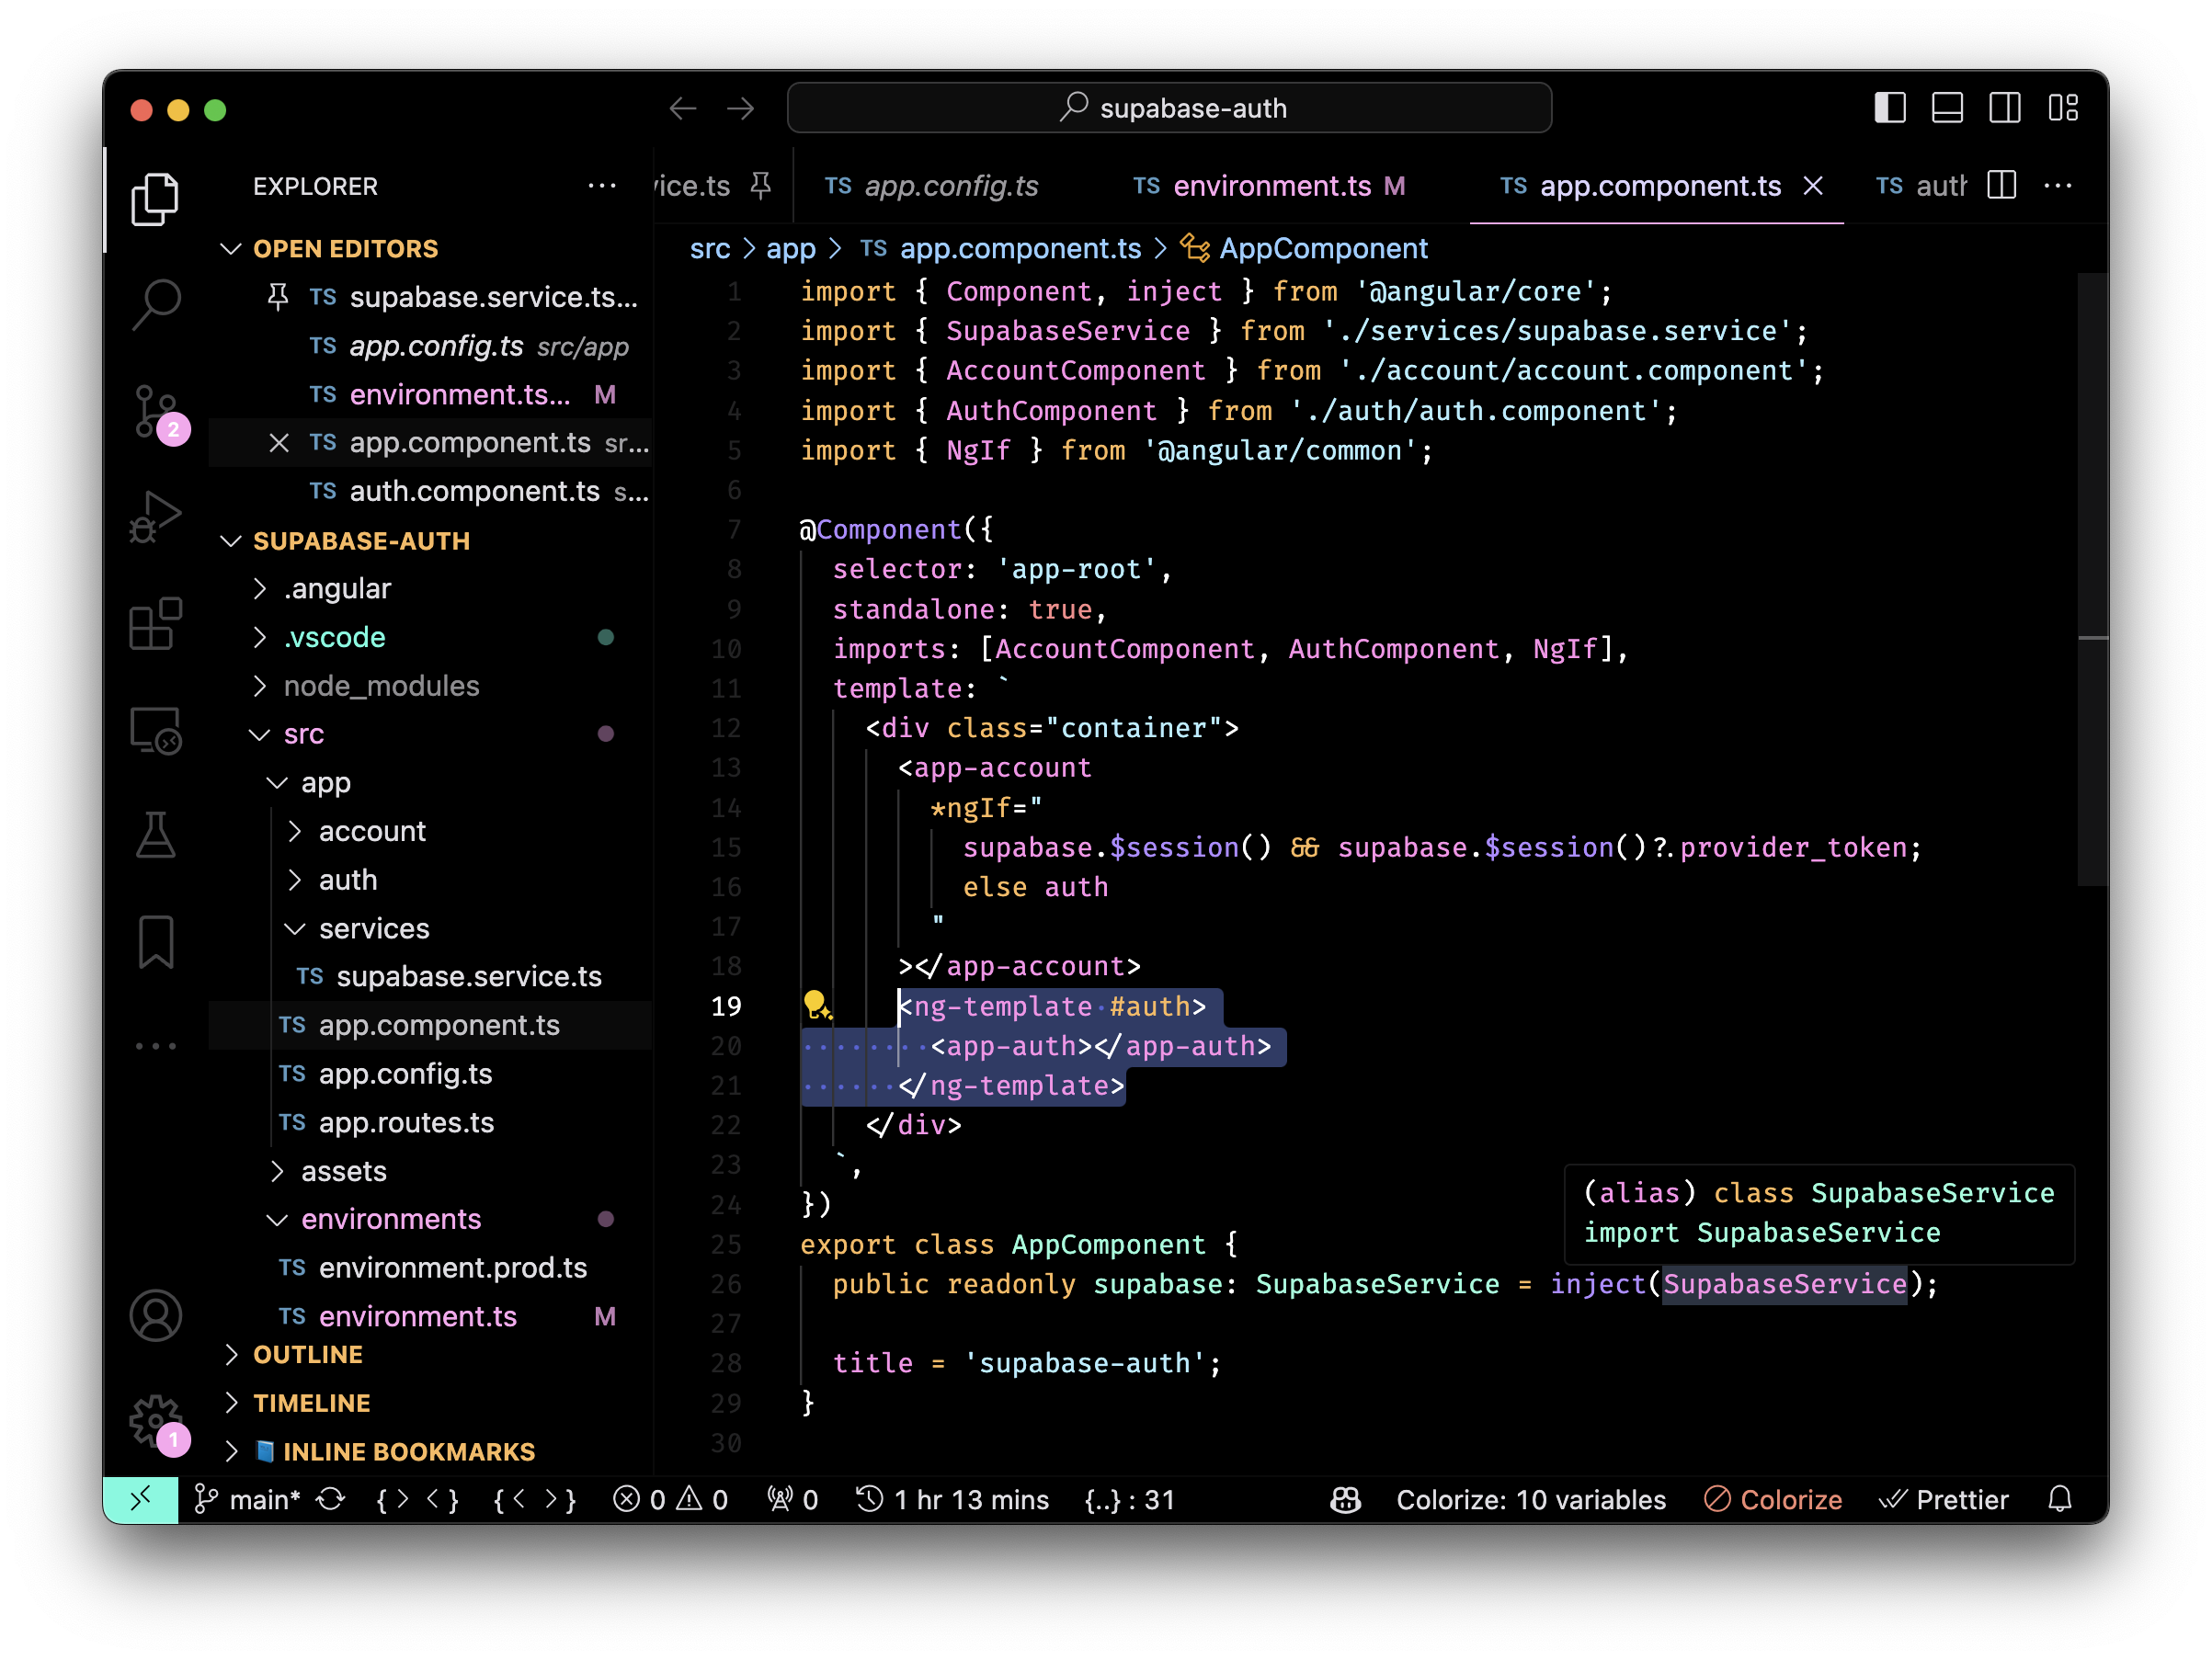 supabase-auth
EXPLORER
OPEN EDITORS
TS supabase.service.ts...
TS app.config.ts src/app
TS environment.ts... M
TS app.component.ts sr...
TS auth.component.ts s...
SUPABASE-AUTH
.angular
.vscode
node_modules
src
app
account
auth
services
TS supabase.service.ts
TS app.component.ts
TS app.config.ts
TS app.routes.ts
assets
environments
TS environment.prod.ts
TS environment.ts M
OUTLINE
TIMELINE
INLINE BOOKMARKS
2
1
vice.ts TS app.config.ts TS environment.ts M TS app.component.ts TS auth
src > app > TS app.component.ts > AppComponent
1 import { Component, inject } from '@angular/core';
2 import { SupabaseService } from './services/supabase.service';
3 import { AccountComponent } from './account/account.component';
4 import { AuthComponent } from './auth/auth.component';
5 import { NgIf } from '@angular/common';
6
7 @Component({
8 selector: 'app-root',
9 standalone: true,
10 imports: [AccountComponent, AuthComponent, NgIf],
11 template: `
12 <div class="container">
13 <app-account
14 *ngIf="
15 supabase.$session() && supabase.$session()?.provider_token;
16 else auth
17 "
18 ></app-account>
19 <ng-template #auth>
20 <app-auth></app-auth>
21 </ng-template>
22 </div>
23 `,
24 })
25 export class AppComponent {
26 public readonly supabase: SupabaseService = inject(SupabaseService);
27
28 title = 'supabase-auth';
29 }
30
(alias) class SupabaseService
import SupabaseService
main* {> <} {< >} 0 0 0 1 hr 13 mins {..} : 31 Colorize: 10 variables Colorize Prettier